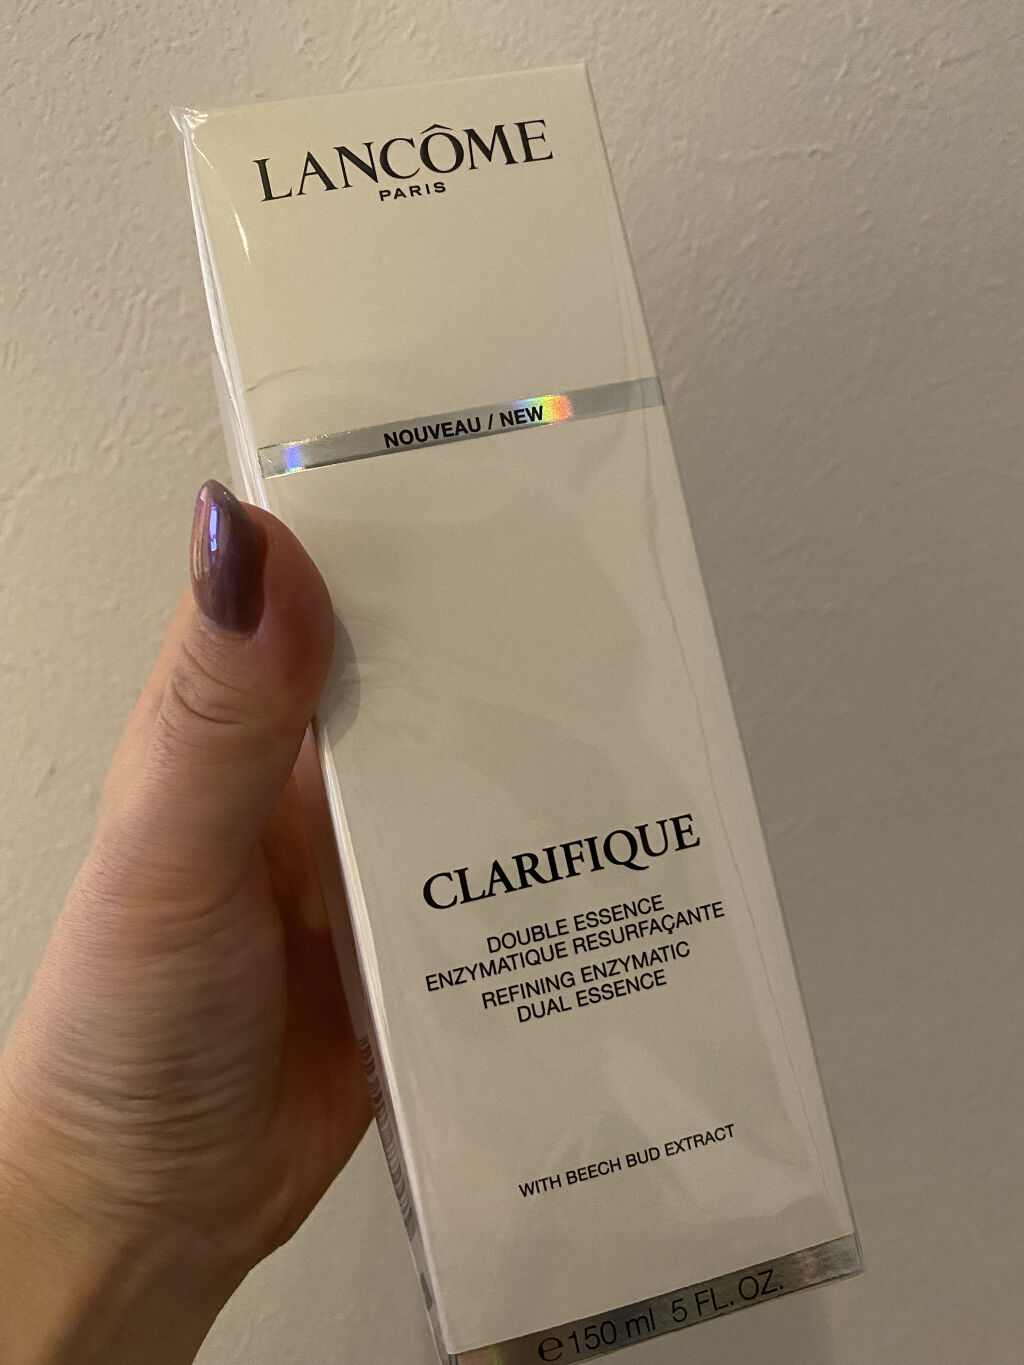 LANCÔME
PARIS
NOUVEAU / NEW
CLARIFIQUE
DOUBLE ESSENCE
ENZYMATIQUE RESURFAÇANTE
REFINING ENZYMATIC
DUAL ESSENCE
WITH BEECH BUD EXTRACT
℮150 ml 5 FL. OZ.